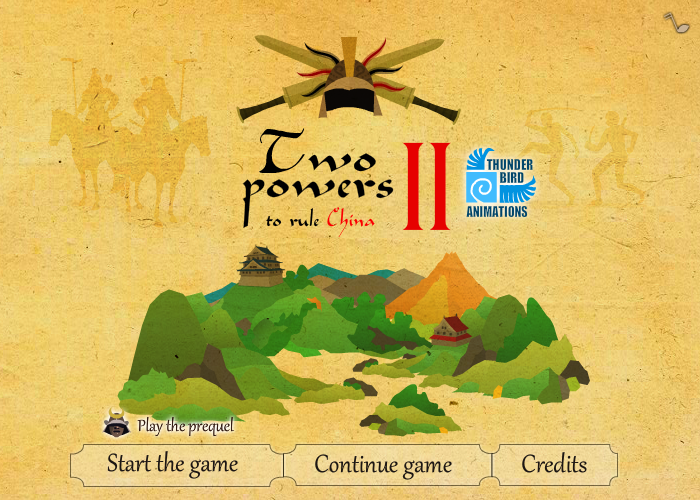 Two
powers
to rule China
II
THUNDER
BIRD
ANIMATIONS
Play the prequel
Start the game
Continue game
Credits